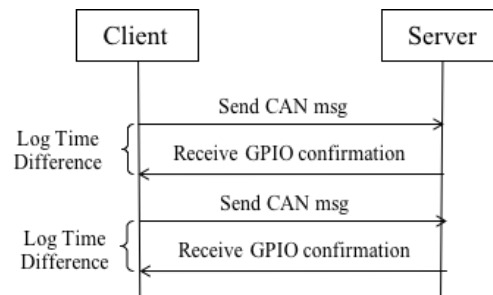 Client
Server
Send CAN msg
Log Time
Difference
Receive GPIO confirmation
Send CAN msg
Log Time
Difference
Receive GPIO confirmation